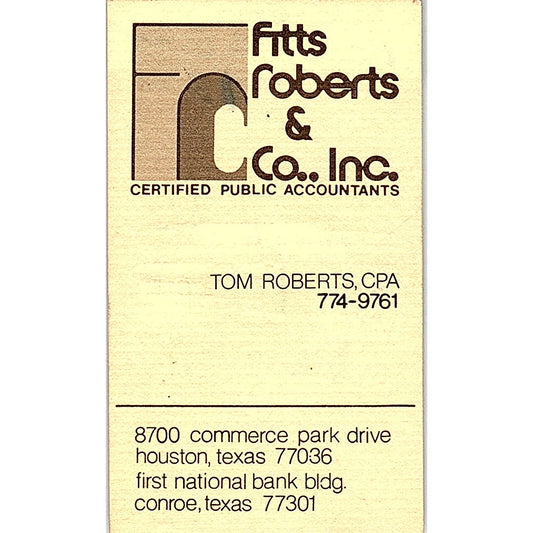 Fitts
Roberts
&
Co., Inc.
CERTIFIED PUBLIC ACCOUNTANTS
TOM ROBERTS, CPA
774-9761
8700 commerce park drive
houston, texas 77036
first national bank bldg.
conroe, texas 77301